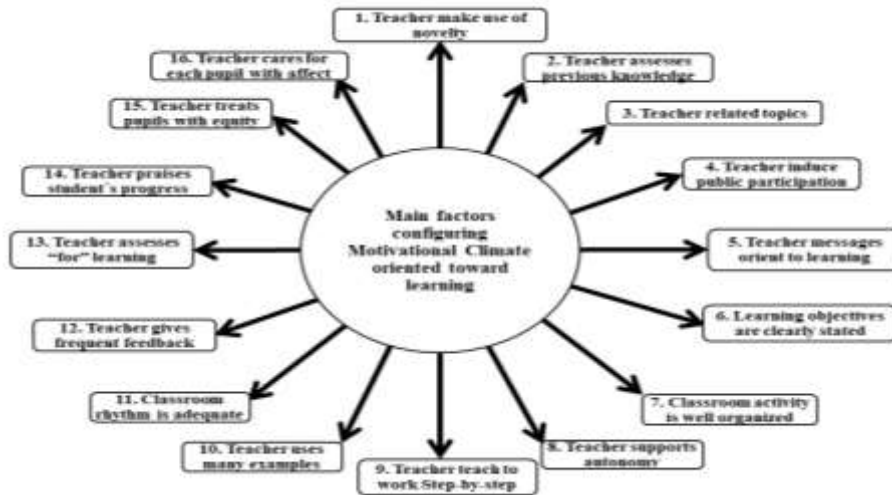 Main factors
configuring
Motivational Climate
oriented toward
learning
1. Teacher make use of
novelty
2. Teacher assesses
previous knowledge
3. Teacher related topics
4. Teacher induce
public participation
5. Teacher messages
orient to learning
6. Learning objectives
are clearly stated
7. Classroom activity
is well organized
8. Teacher supports
autonomy
9. Teacher teach to
work Step-by-step
10. Teacher uses
many examples
11. Classroom
rhythm is adequate
12. Teacher gives
frequent feedback
13. Teacher assesses
“for” learning
14. Teacher praises
student´s progress
15. Teacher treats
pupils with equity
16. Teacher cares for
each pupil with affect